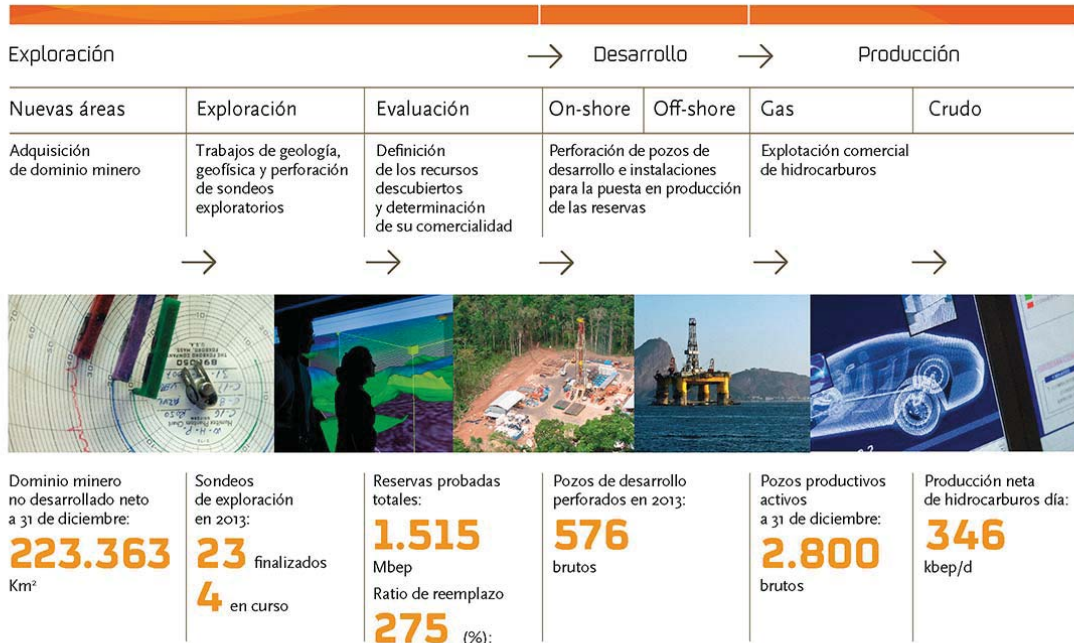 Exploración
Desarrollo
Producción
Nuevas áreas
Exploración
Evaluación
On-shore
Off-shore
Gas
Crudo
Adquisición
de dominio minero
Trabajos de geología,
geofísica y perforación
de sondeos
exploratorios
Definición
de los recursos
descubiertos
y determinación
de su comercialidad
Perforación de pozos de
desarrollo e instalaciones
para la puesta en producción
de las reservas
Explotación comercial
de hidrocarburos
Dominio minero
no desarrollado neto
a 31 de diciembre:
223.363
Km²
Sondeos
de exploración
en 2013:
23 finalizados
4 en curso
Reservas probadas
totales:
1.515
Mbep
Ratio de reemplazo
275 (%):
Pozos de desarrollo
perforados en 2013:
576
brutos
Pozos productivos
activos
a 31 de diciembre:
2.800
brutos
Producción neta
de hidrocarburos día:
346
kbep/d